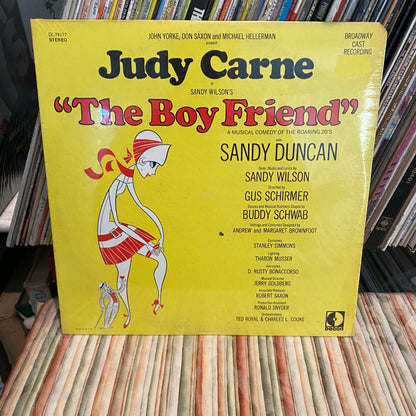 DL 79177
STEREO
JOHN YORKE, DON SAXON and MICHAEL HELLERMAN
present
BROADWAY
CAST
RECORDING
Judy Carne
in
SANDY WILSON'S
"The Boy Friend"
A MUSICAL COMEDY OF THE ROARING 20'S
with
SANDY DUNCAN
Book, Music and Lyrics by
SANDY WILSON
Directed by
GUS SCHIRMER
Dances and Musical Numbers Staged by
BUDDY SCHWAB
Settings and Costumes Designed by
ANDREW and MARGARET BROWNFOOT
Costumes
STANLEY SIMMONS
Lighting
THARON MUSSER
Hairstyles
D. RUSTY BONACCORSO
Musical Director
JERRY GOLDBERG
Associate Producer
ROBERT SAXON
Production Assistant
RONALD SNYDER
Orchestrations
TED ROYAL & CHARLES L. COOKE
DECCA